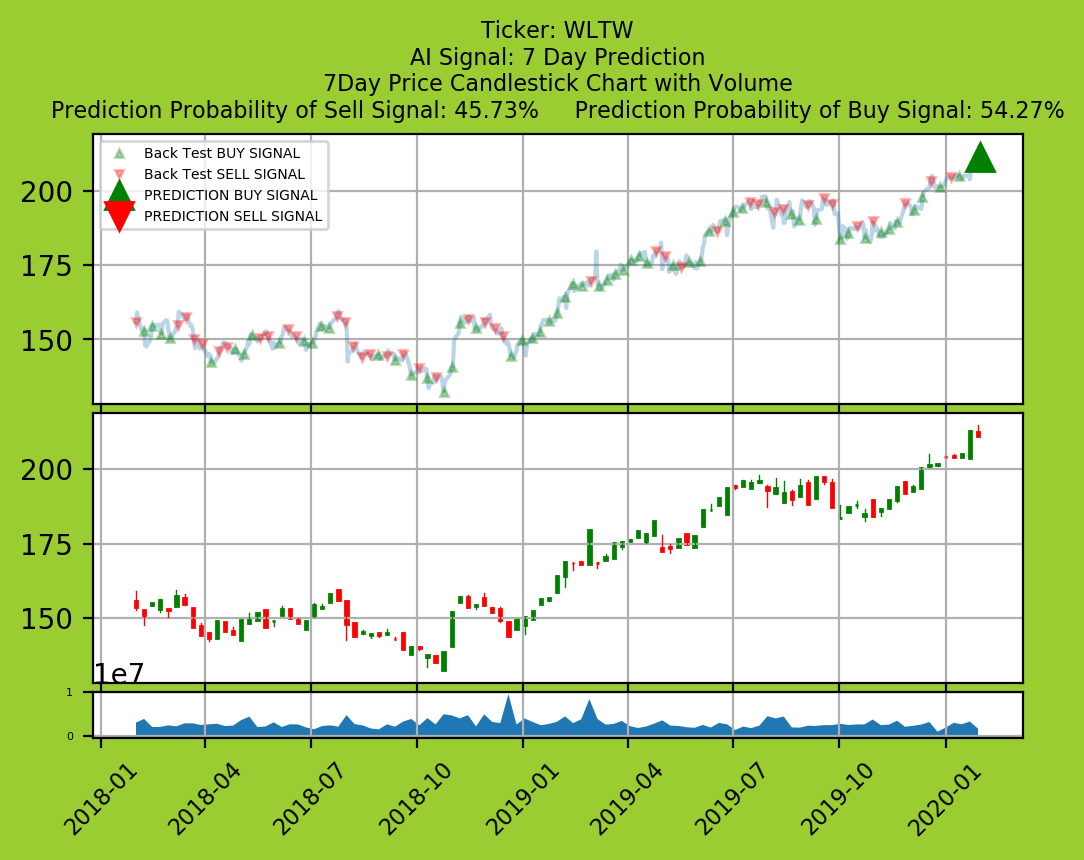 Ticker: WLTW
AI Signal: 7 Day Prediction
7Day Price Candlestick Chart with Volume
Prediction Probability of Sell Signal: 45.73%     Prediction Probability of Buy Signal: 54.27%
Back Test BUY SIGNAL
Back Test SELL SIGNAL
PREDICTION BUY SIGNAL
PREDICTION SELL SIGNAL
200
175
150
200
175
150
1e7
1
0
2018-01
2018-04
2018-07
2018-10
2019-01
2019-04
2019-07
2019-10
2020-01